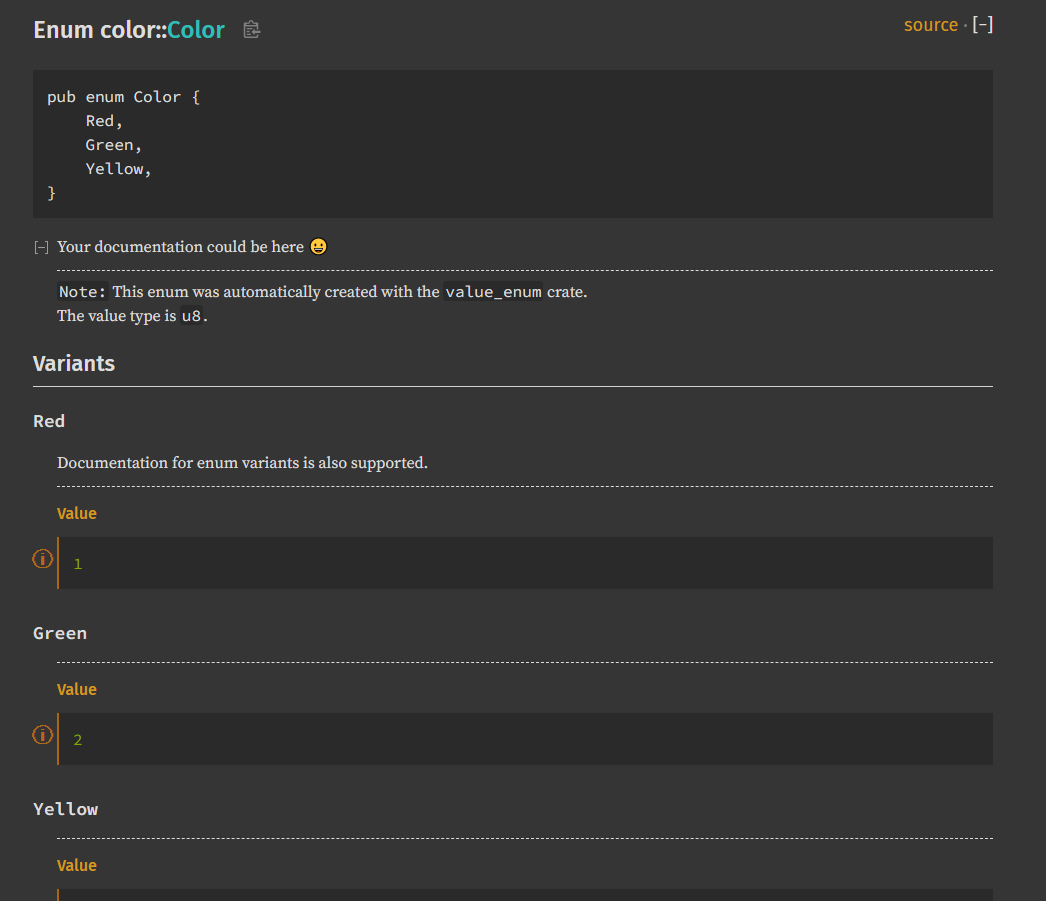 Enum color::Color
source · [−]
pub enum Color {
    Red,
    Green,
    Yellow,
}
[−] Your documentation could be here 😀
Note: This enum was automatically created with the value_enum crate.
The value type is u8.
Variants
Red
Documentation for enum variants is also supported.
Value
ⓘ 1
Green
Value
ⓘ 2
Yellow
Value